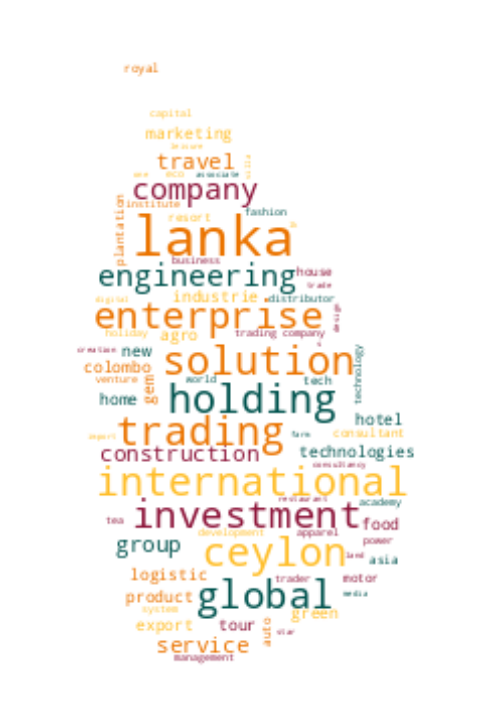 royal
capital
marketing
leisure
travel
villa
one eco associate
company
plantation
institute
fashion
resort
lanka
business
engineering house
trade
digital industrie distributor
enterprise
design
holiday agro trading company
creation new
solution
technology
colombo
venture gem world tech
home holding
hotel
trading
export farm consultant
construction technologies
consultancy
international
restaurant
academy
investment
tea food
development apparel
power
group ceylon
land asia
logistic trader motor
product global media
system green
export tour auto
star
service
management